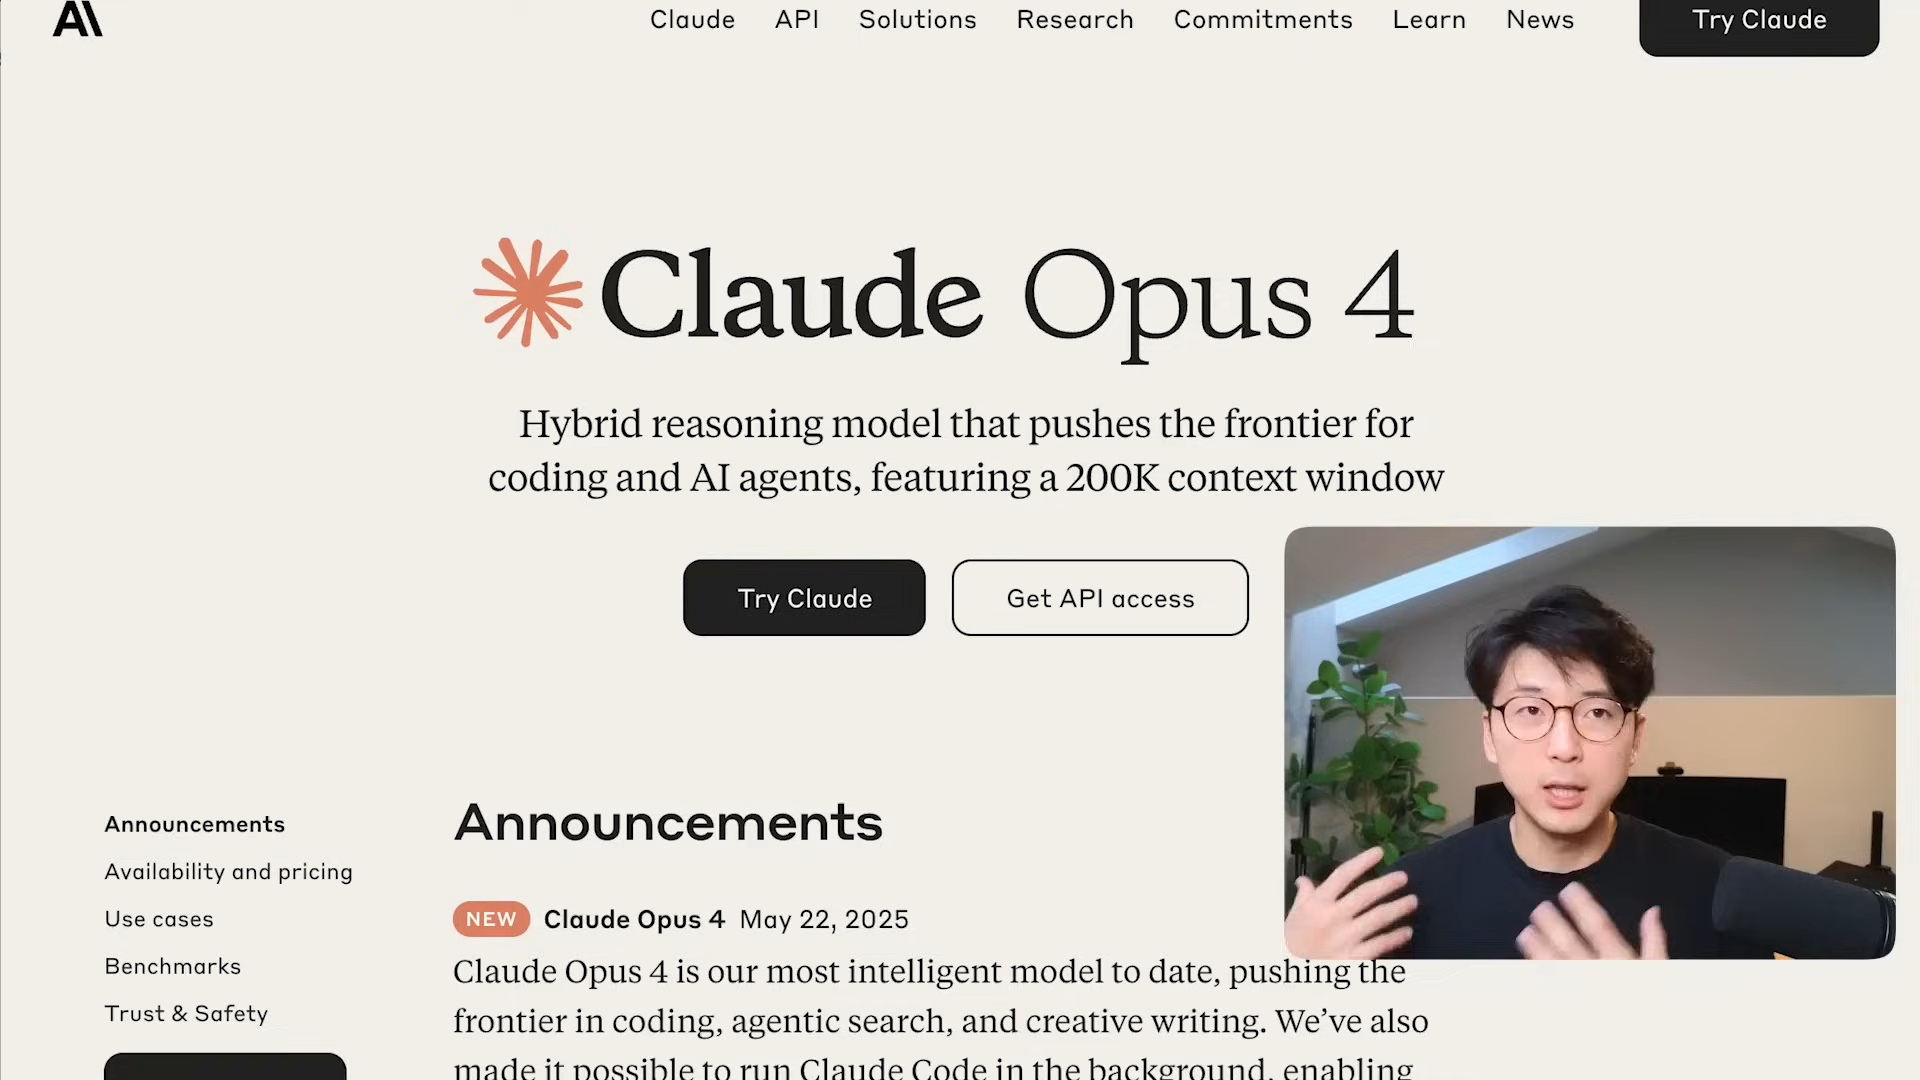 AI
Claude API Solutions Research Commitments Learn News Try Claude
Claude Opus 4
Hybrid reasoning model that pushes the frontier for
coding and AI agents, featuring a 200K context window
Try Claude Get API access
Announcements
Availability and pricing
Use cases
Benchmarks
Trust & Safety
Announcements
NEW Claude Opus 4 May 22, 2025
Claude Opus 4 is our most intelligent model to date, pushing the
frontier in coding, agentic search, and creative writing. We’ve also
made it possible to run Claude Code in the background, enabling